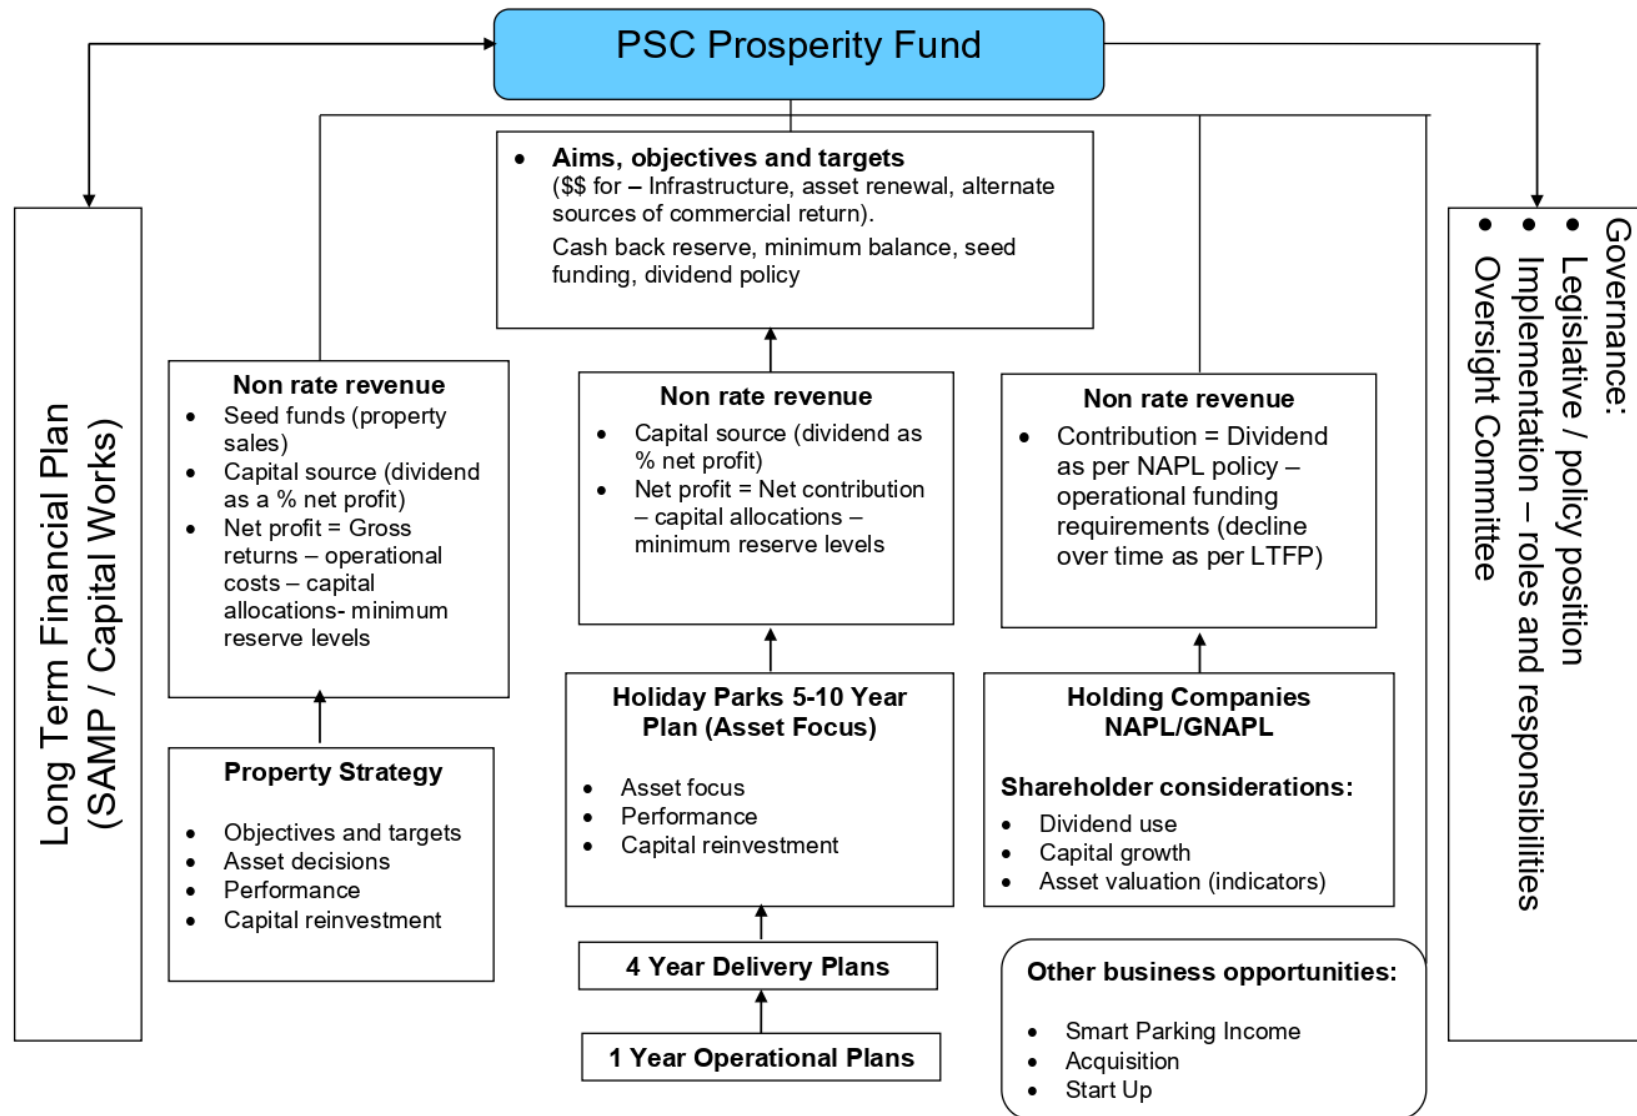 PSC Prosperity Fund
• Aims, objectives and targets
($$ for – Infrastructure, asset renewal, alternate
sources of commercial return).
Cash back reserve, minimum balance, seed
funding, dividend policy
Long Term Financial Plan
(SAMP / Capital Works)
Non rate revenue
• Seed funds (property
sales)
• Capital source (dividend
as a % net profit)
• Net profit = Gross
returns – operational
costs – capital
allocations- minimum
reserve levels
Property Strategy
• Objectives and targets
• Asset decisions
• Performance
• Capital reinvestment
Non rate revenue
• Capital source (dividend as
% net profit)
• Net profit = Net contribution
– capital allocations –
minimum reserve levels
Holiday Parks 5-10 Year
Plan (Asset Focus)
• Asset focus
• Performance
• Capital reinvestment
4 Year Delivery Plans
1 Year Operational Plans
Non rate revenue
• Contribution = Dividend
as per NAPL policy –
operational funding
requirements (decline
over time as per LTFP)
Holding Companies
NAPL/GNAPL
Shareholder considerations:
• Dividend use
• Capital growth
• Asset valuation (indicators)
Other business opportunities:
• Smart Parking Income
• Acquisition
• Start Up
Governance:
• Legislative / policy position
• Implementation – roles and responsibilities
• Oversight Committee